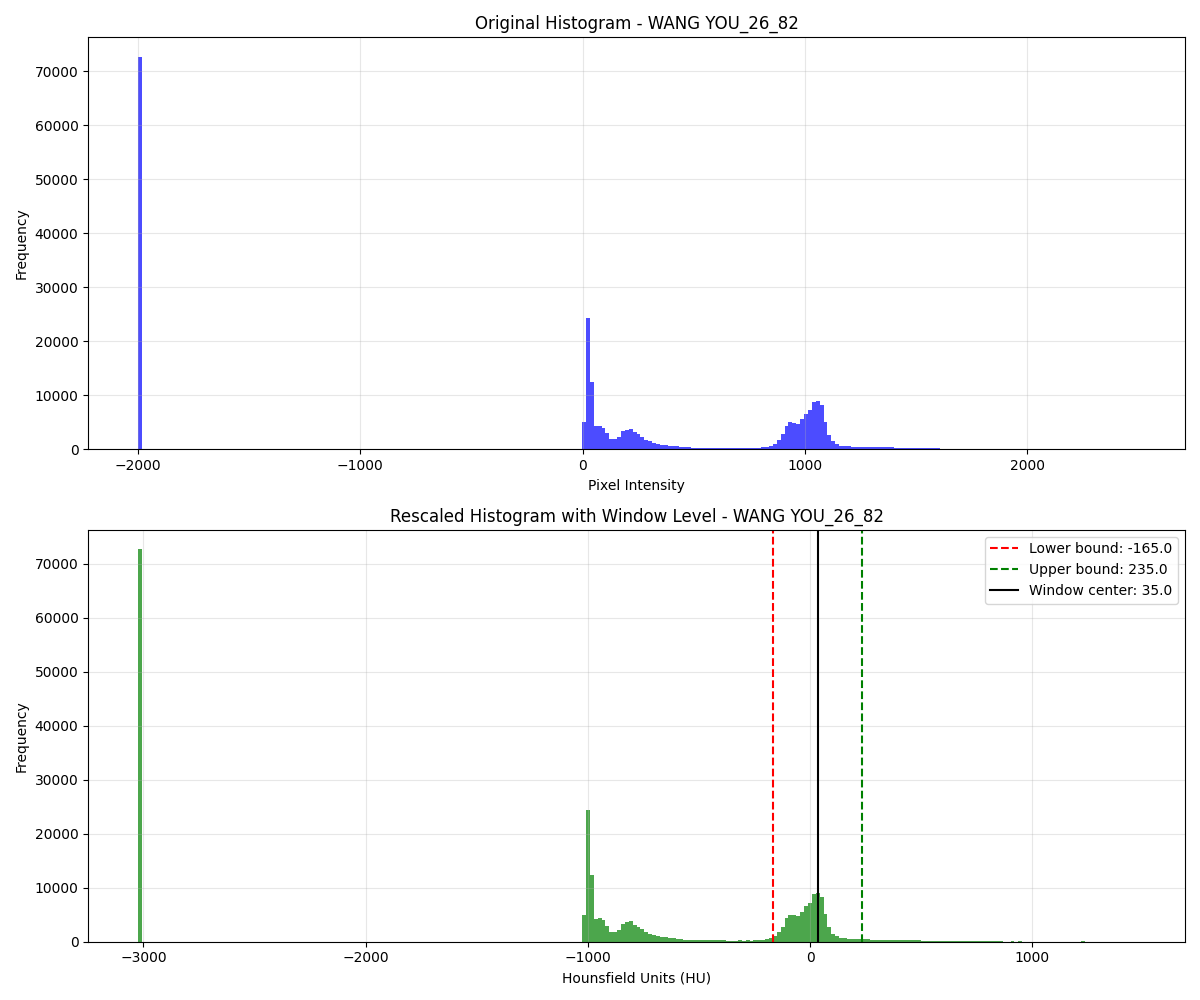 Original Histogram - WANG YOU_26_82
70000
60000
50000
40000
30000
20000
10000
0
Frequency
−2000
−1000
0
1000
2000
Pixel Intensity
Rescaled Histogram with Window Level - WANG YOU_26_82
Lower bound: -165.0
Upper bound: 235.0
Window center: 35.0
70000
60000
50000
40000
30000
20000
10000
0
Frequency
−3000
−2000
−1000
0
1000
Hounsfield Units (HU)